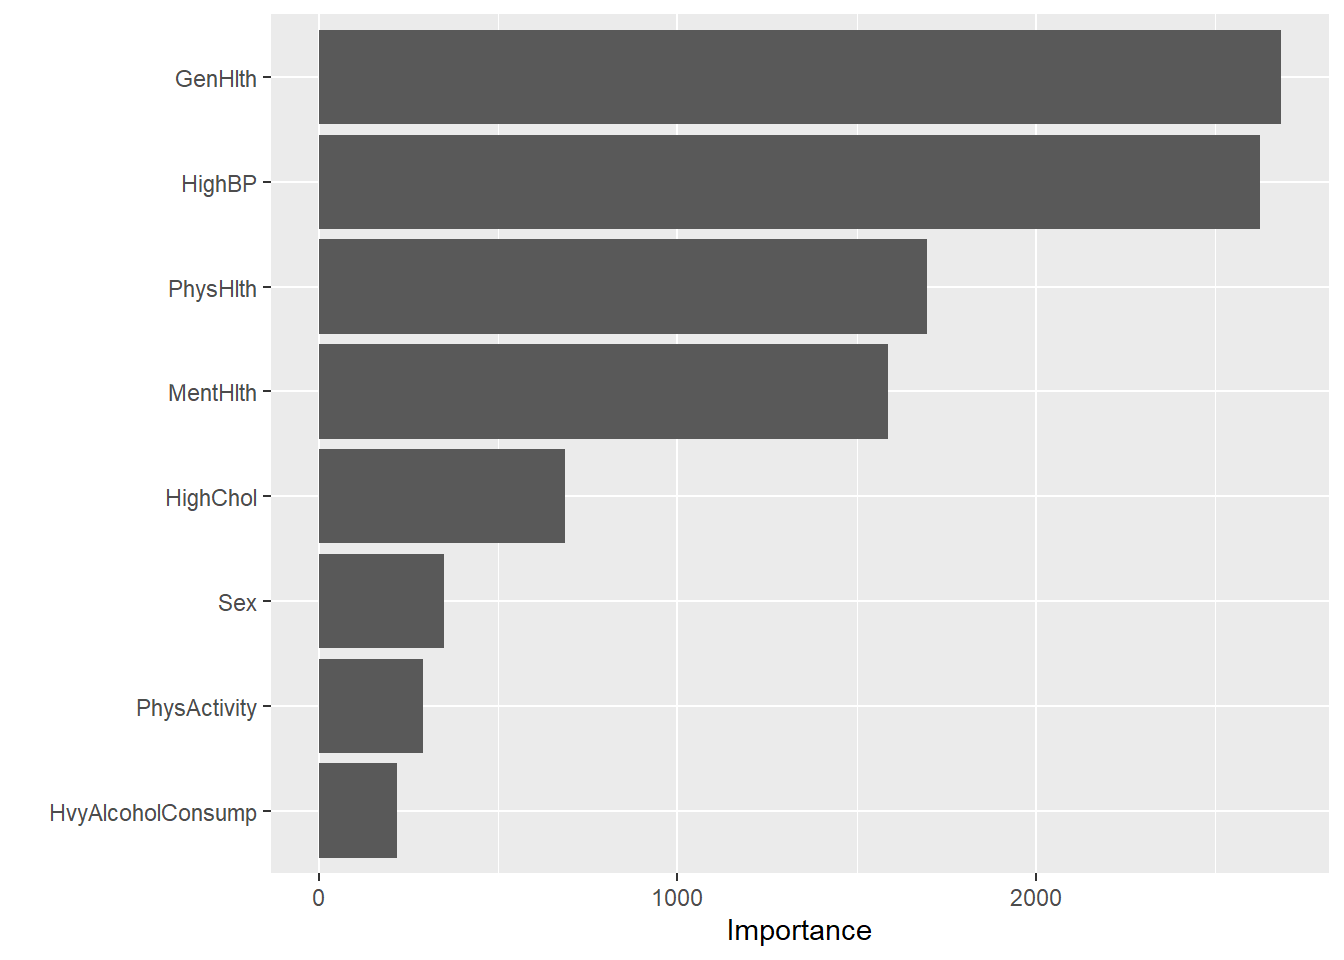 GenHlth
HighBP
PhysHlth
MentHlth
HighChol
Sex
PhysActivity
HvyAlcoholConsump
0 1000 2000
Importance